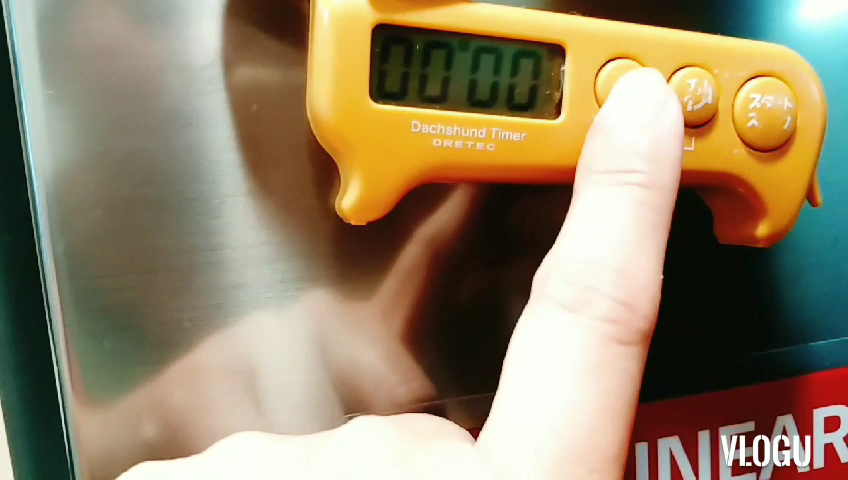 00'00
Dachshund Timer
DRETEC
スタート
INEAR
VLOGU